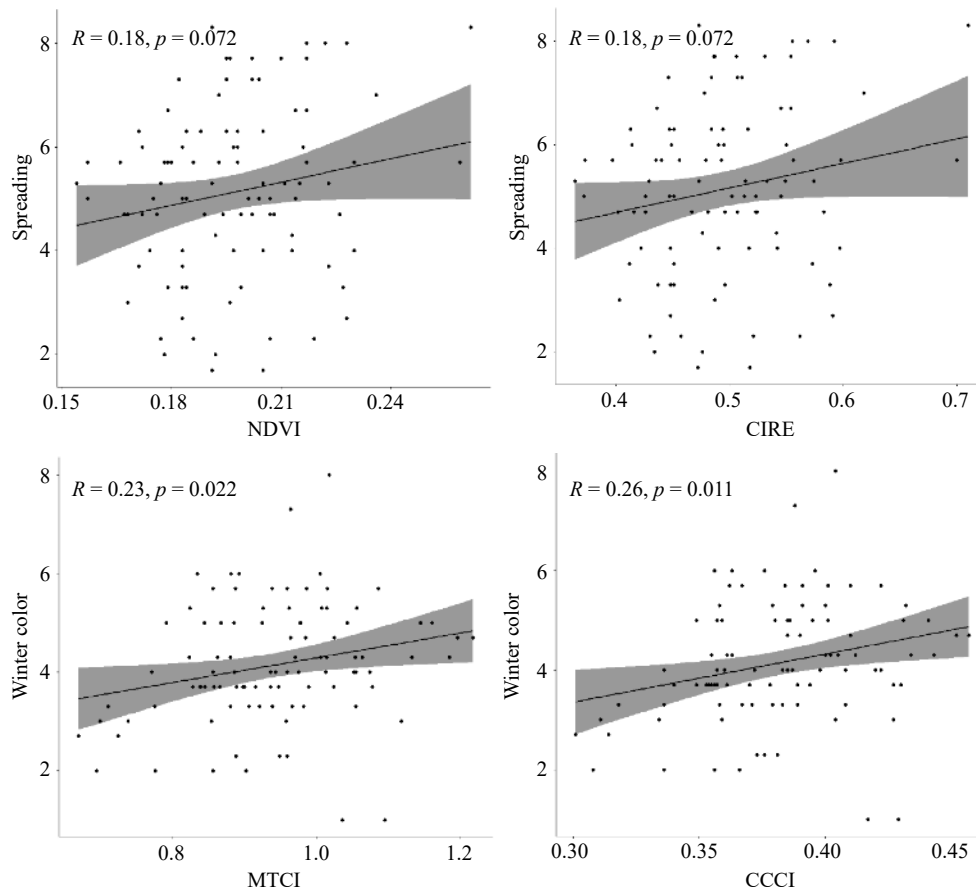 R = 0.18, p = 0.072
8
6
4
2
Spreading
0.15 0.18 0.21 0.24
NDVI
R = 0.18, p = 0.072
8
6
4
2
Spreading
0.4 0.5 0.6 0.7
CIRE
R = 0.23, p = 0.022
8
6
4
2
Winter color
0.8 1.0 1.2
MTCI
R = 0.26, p = 0.011
8
6
4
2
Winter color
0.30 0.35 0.40 0.45
CCCI